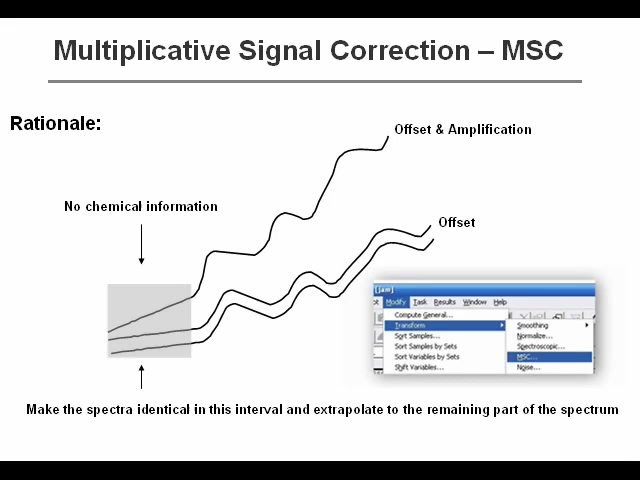 Multiplicative Signal Correction – MSC
Rationale:
Offset & Amplification
No chemical information
Offset
[jam]
Modify Task Results Window Help
Compute General...
Transform
Sort Samples...
Sort Samples by Sets
Sort Variables by Sets
Shift Variables...
Smoothing
Normalize...
Spectroscopic...
MSC...
Noise...
Make the spectra identical in this interval and extrapolate to the remaining part of the spectrum